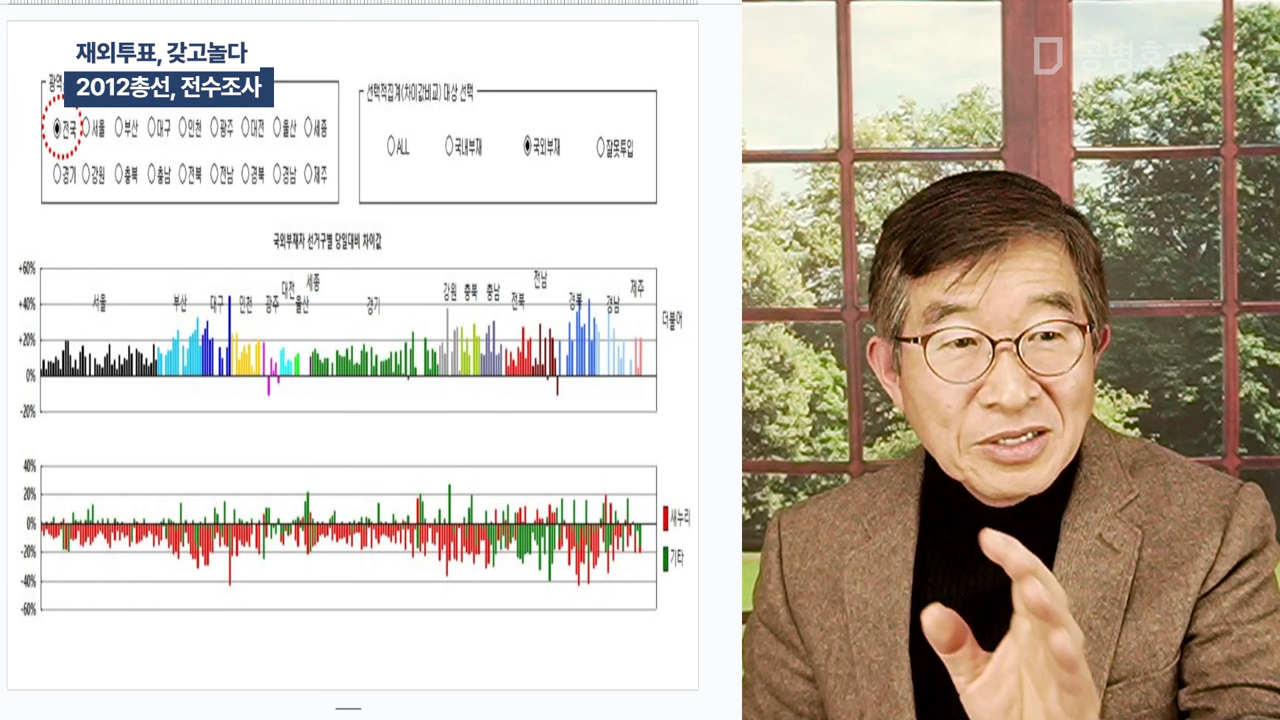 재외투표, 갖고놀다
2012총선, 전수조사
광역
선택적집계(차이값비교) 대상 선택
전국 서울 부산 대구 인천 광주 대전 울산 세종
경기 강원 충북 충남 전북 전남 경북 경남 제주
ALL 국내부재 국외부재 잘못투입
국외부재자 선거구별 당일대비 차이값
+60%
+40%
+20%
0%
-20%
서울 부산 대구 인천 광주 대전 울산 세종 경기 강원 충북 충남 전북 전남 경북 경남 제주
더불어
40%
20%
0%
-20%
-40%
-60%
새누리
기타
공병호